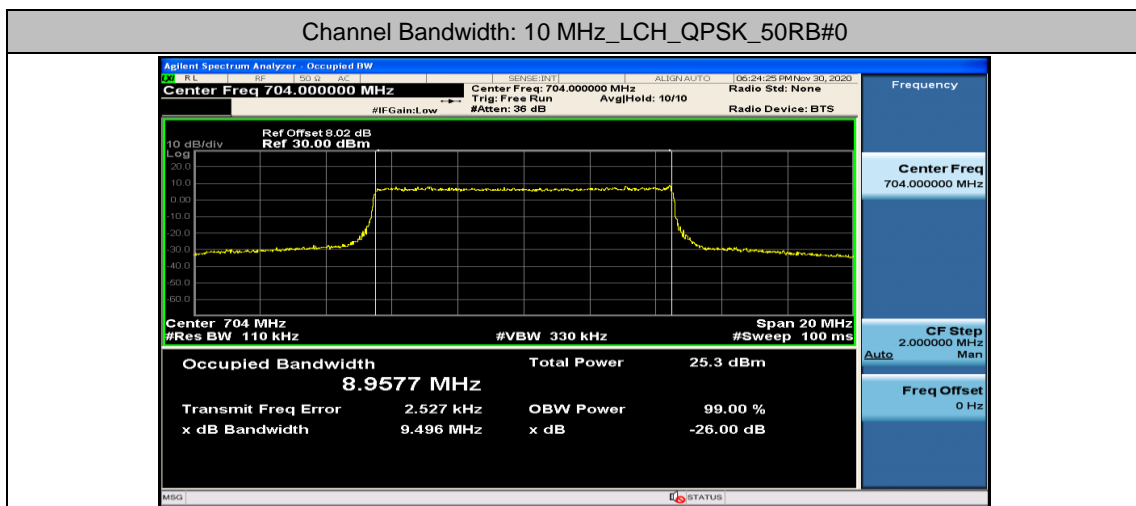 Channel Bandwidth: 10 MHz_LCH_QPSK_50RB#0
Agilent Spectrum Analyzer - Occupied BW
LXI RL RF 50 Ω AC SENSE:INT ALIGN AUTO 06:24:25 PM Nov 30, 2020
Center Freq 704.000000 MHz
Center Freq: 704.000000 MHz
Radio Std: None
Trig: Free Run Avg|Hold: 10/10
#IFGain:Low #Atten: 36 dB
Radio Device: BTS
Ref Offset 8.02 dB
10 dB/div Ref 30.00 dBm
Log
20.0
10.0
0.00
-10.0
-20.0
-30.0
-40.0
-50.0
-60.0
Center 704 MHz
Span 20 MHz
#Res BW 110 kHz
#VBW 330 kHz
#Sweep 100 ms
Occupied Bandwidth
8.9577 MHz
Total Power 25.3 dBm
Transmit Freq Error 2.527 kHz
OBW Power 99.00 %
x dB Bandwidth 9.496 MHz
x dB -26.00 dB
MSG
STATUS
Frequency
Center Freq
704.000000 MHz
CF Step
2.000000 MHz
Auto Man
Freq Offset
0 Hz